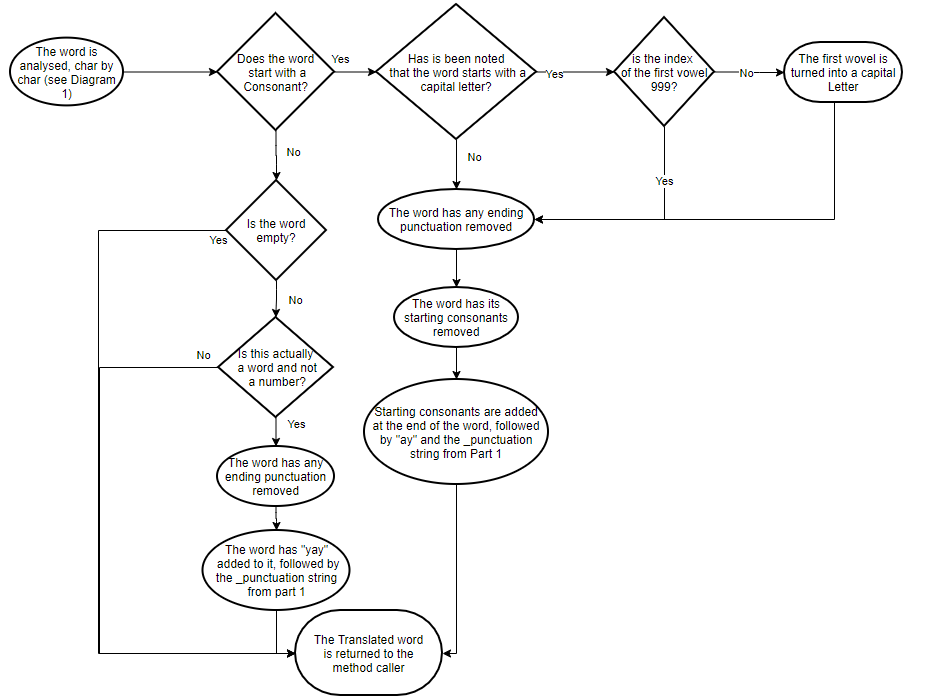 The word is
analysed, char by
char (see Diagram
1)
Does the word
start with a
Consonant?
Yes
Has is been noted
that the word starts with a
capital letter?
Yes
is the index
of the first vowel
999?
No
The first wovel is
turned into a capital
Letter
No
No
Yes
The word has any ending
punctuation removed
Is the word
empty?
Yes
No
The word has its
starting consonants
removed
No
Is this actually
a word and not
a number?
Yes
Starting consonants are added
at the end of the word, followed
by "ay" and the _punctuation
string from Part 1
The word has any
ending punctuation
removed
The word has "yay"
added to it, followed by
the _punctuation string
from part 1
The Translated word
is returned to the
method caller